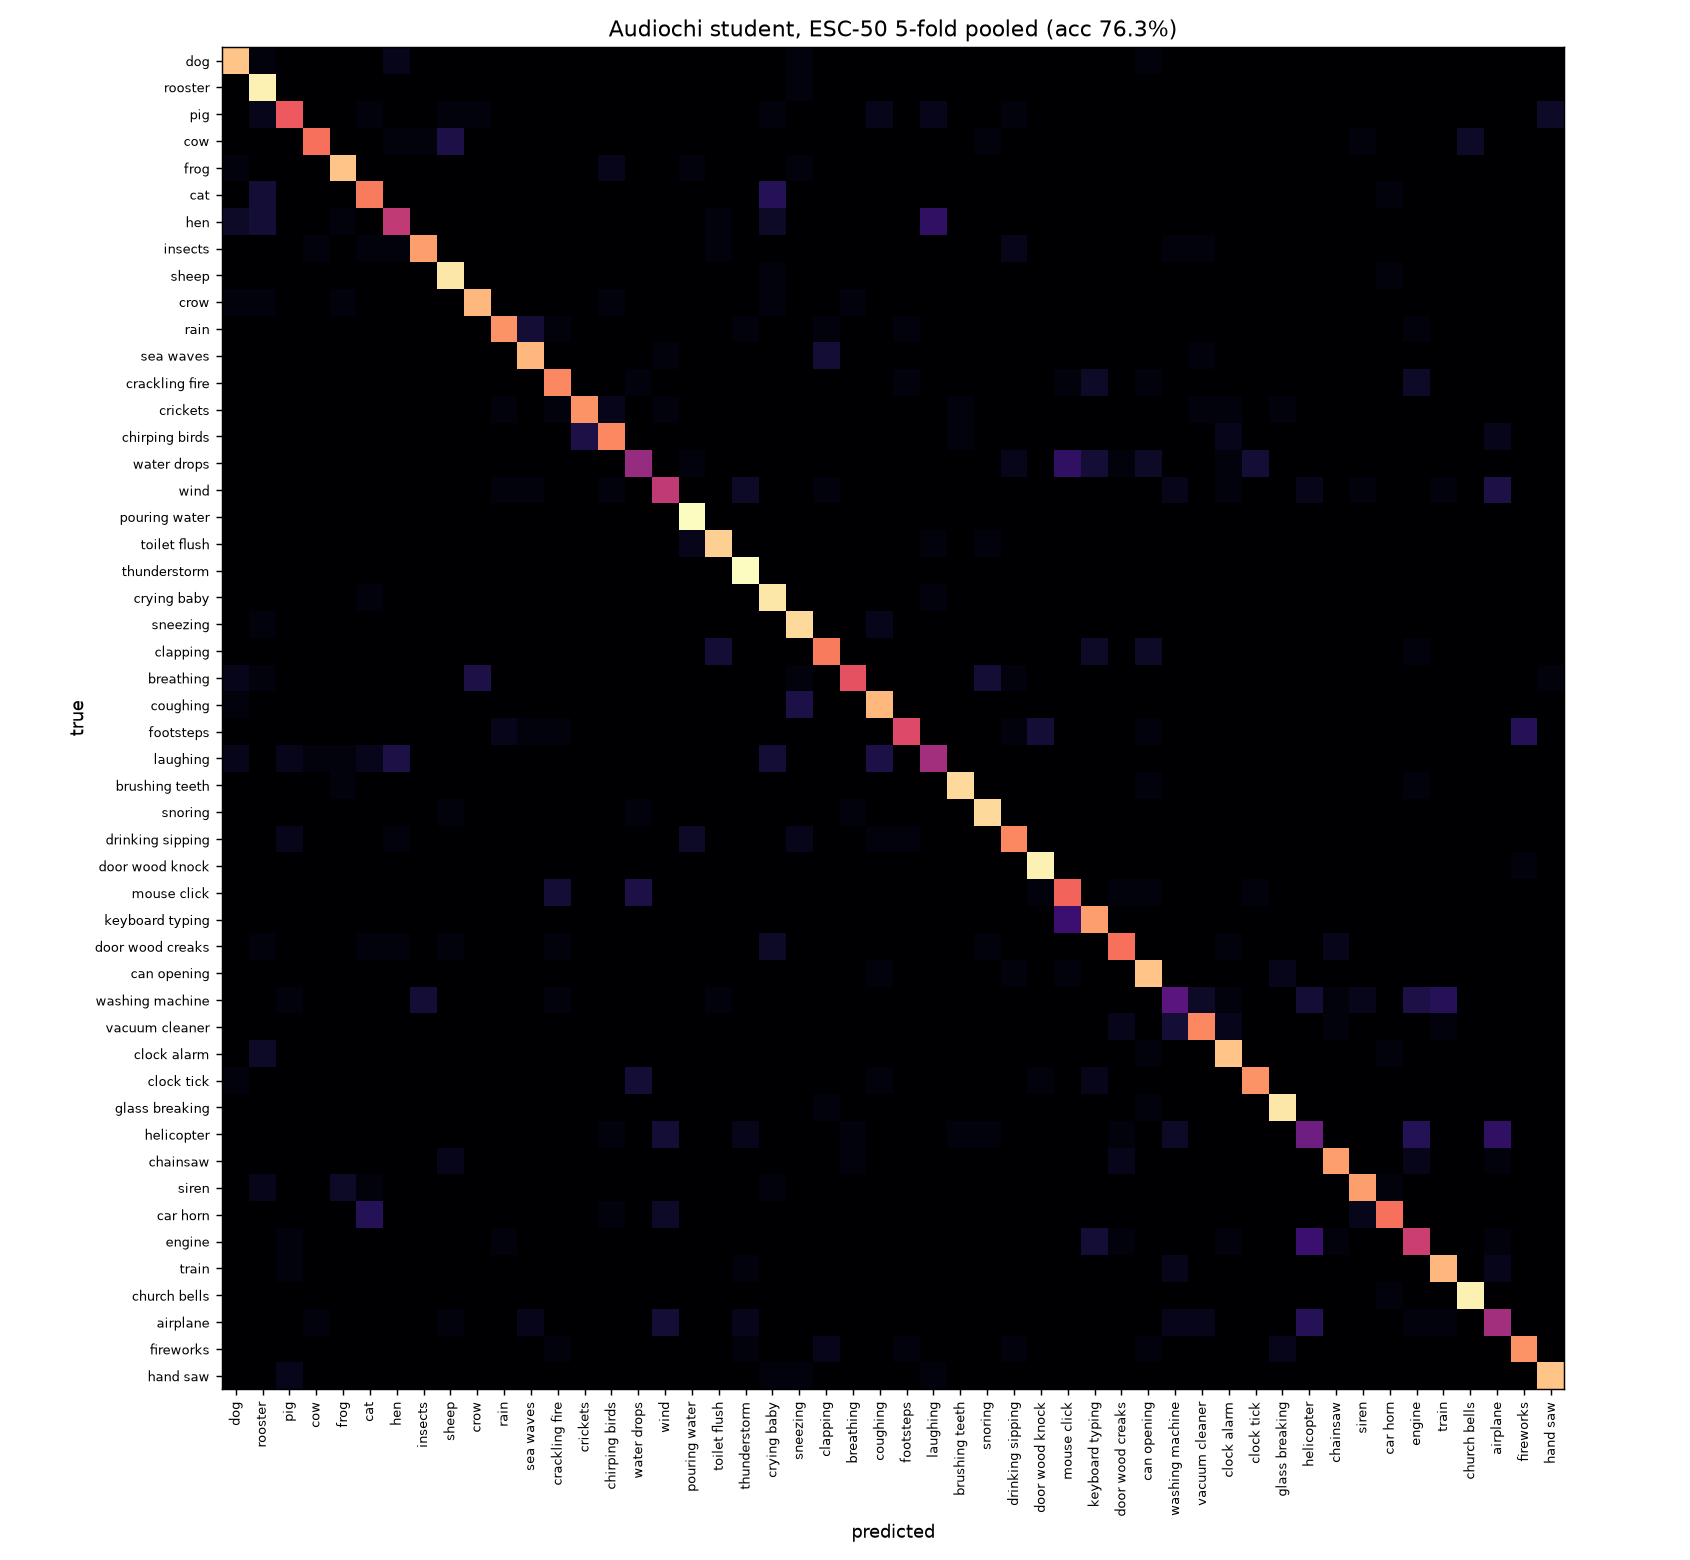 Audiochi student, ESC-50 5-fold pooled (acc 76.3%)
dog
rooster
pig
cow
frog
cat
hen
insects
sheep
crow
rain
sea waves
crackling fire
crickets
chirping birds
water drops
wind
pouring water
toilet flush
thunderstorm
crying baby
sneezing
clapping
breathing
coughing
footsteps
laughing
brushing teeth
snoring
drinking sipping
door wood knock
mouse click
keyboard typing
door wood creaks
can opening
washing machine
vacuum cleaner
clock alarm
clock tick
glass breaking
helicopter
chainsaw
siren
car horn
engine
train
church bells
airplane
fireworks
hand saw
true
dog
rooster
pig
cow
frog
cat
hen
insects
sheep
crow
rain
sea waves
crackling fire
crickets
chirping birds
water drops
wind
pouring water
toilet flush
thunderstorm
crying baby
sneezing
clapping
breathing
coughing
footsteps
laughing
brushing teeth
snoring
drinking sipping
door wood knock
mouse click
keyboard typing
door wood creaks
can opening
washing machine
vacuum cleaner
clock alarm
clock tick
glass breaking
helicopter
chainsaw
siren
car horn
engine
train
church bells
airplane
fireworks
hand saw
predicted